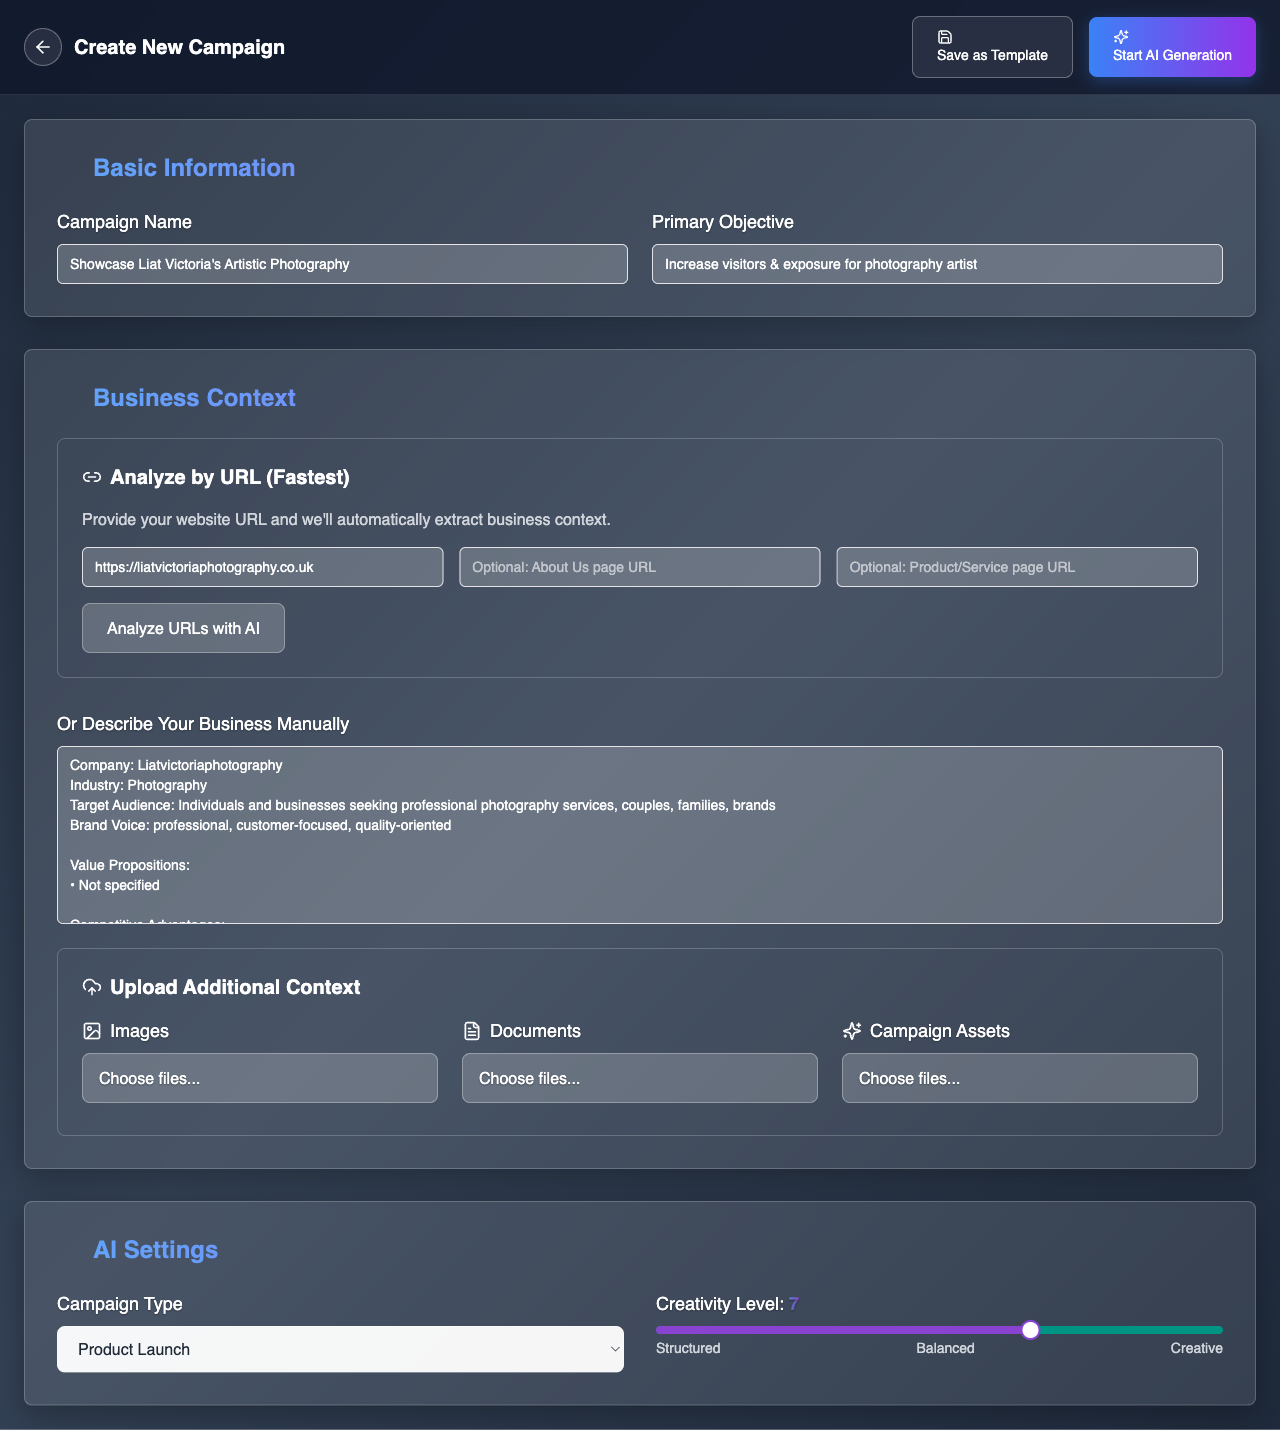 Create New Campaign
Save as Template
Start AI Generation
Basic Information
Campaign Name
Primary Objective
Showcase Liat Victoria's Artistic Photography
Increase visitors & exposure for photography artist
Business Context
Analyze by URL (Fastest)
Provide your website URL and we'll automatically extract business context.
https://liatvictoriaphotography.co.uk
Optional: About Us page URL
Optional: Product/Service page URL
Analyze URLs with AI
Or Describe Your Business Manually
Company: Liatvictoriaphotography
Industry: Photography
Target Audience: Individuals and businesses seeking professional photography services, couples, families, brands
Brand Voice: professional, customer-focused, quality-oriented
Value Propositions:
• Not specified
Competitive Advantages:
Upload Additional Context
Images
Documents
Campaign Assets
Choose files...
Choose files...
Choose files...
AI Settings
Campaign Type
Creativity Level: 7
Product Launch
Structured
Balanced
Creative